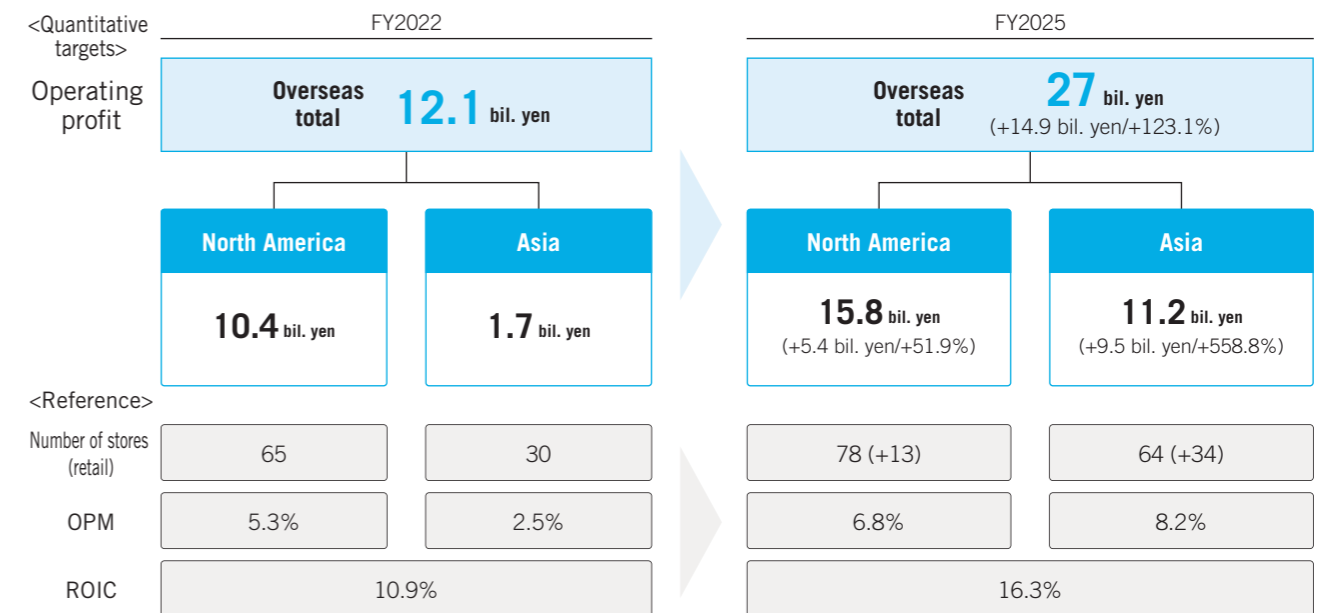 <Quantitative
targets>
FY2022
FY2025
Operating
profit
Overseas
total
12.1 bil. yen
Overseas
total
27 bil. yen
(+14.9 bil. yen/+123.1%)
North America
Asia
North America
Asia
10.4 bil. yen
1.7 bil. yen
15.8 bil. yen
(+5.4 bil. yen/+51.9%)
11.2 bil. yen
(+9.5 bil. yen/+558.8%)
<Reference>
Number of stores
(retail)
65
30
78 (+13)
64 (+34)
OPM
5.3%
2.5%
6.8%
8.2%
ROIC
10.9%
16.3%